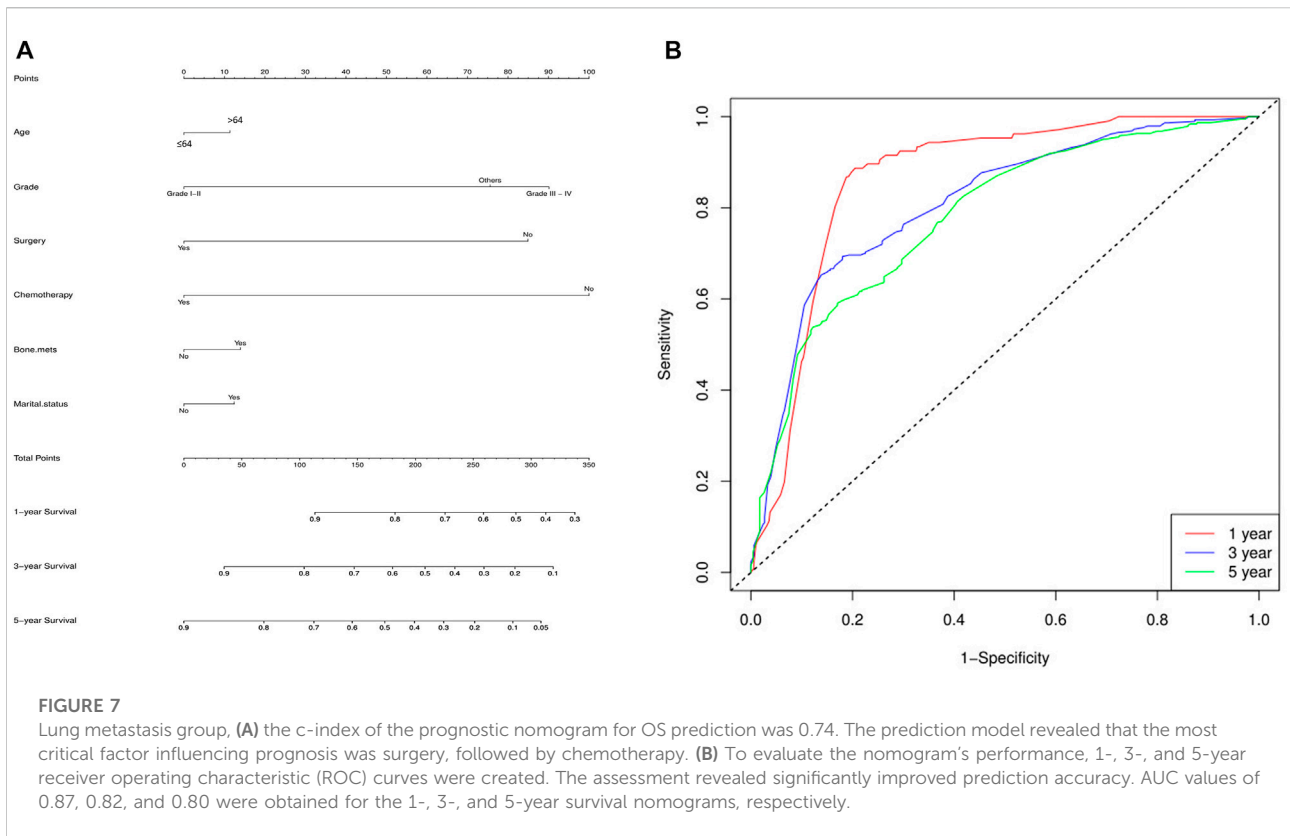 A
Points
0 10 20 30 40 50 60 70 80 90 100
Age
>64
≤64
Grade
Others
Grade I−II
Grade III − IV
Surgery
No
Yes
Chemotherapy
No
Yes
Bone.mets
Yes
No
Marital.status
Yes
No
Total Points
0 50 100 150 200 250 300 350
1−year Survival
0.9 0.8 0.7 0.6 0.5 0.4 0.3
3−year Survival
0.9 0.8 0.7 0.6 0.5 0.4 0.3 0.2 0.1
5−year Survival
0.9 0.8 0.7 0.6 0.5 0.4 0.3 0.2 0.1 0.05
B
Sensitivity
1.0
0.8
0.6
0.4
0.2
0.0
1 year
3 year
5 year
0.0 0.2 0.4 0.6 0.8 1.0
1−Specificity
FIGURE 7
Lung metastasis group, (A) the c-index of the prognostic nomogram for OS prediction was 0.74. The prediction model revealed that the most
critical factor influencing prognosis was surgery, followed by chemotherapy. (B) To evaluate the nomogram's performance, 1-, 3-, and 5-year
receiver operating characteristic (ROC) curves were created. The assessment revealed significantly improved prediction accuracy. AUC values of
0.87, 0.82, and 0.80 were obtained for the 1-, 3-, and 5-year survival nomograms, respectively.